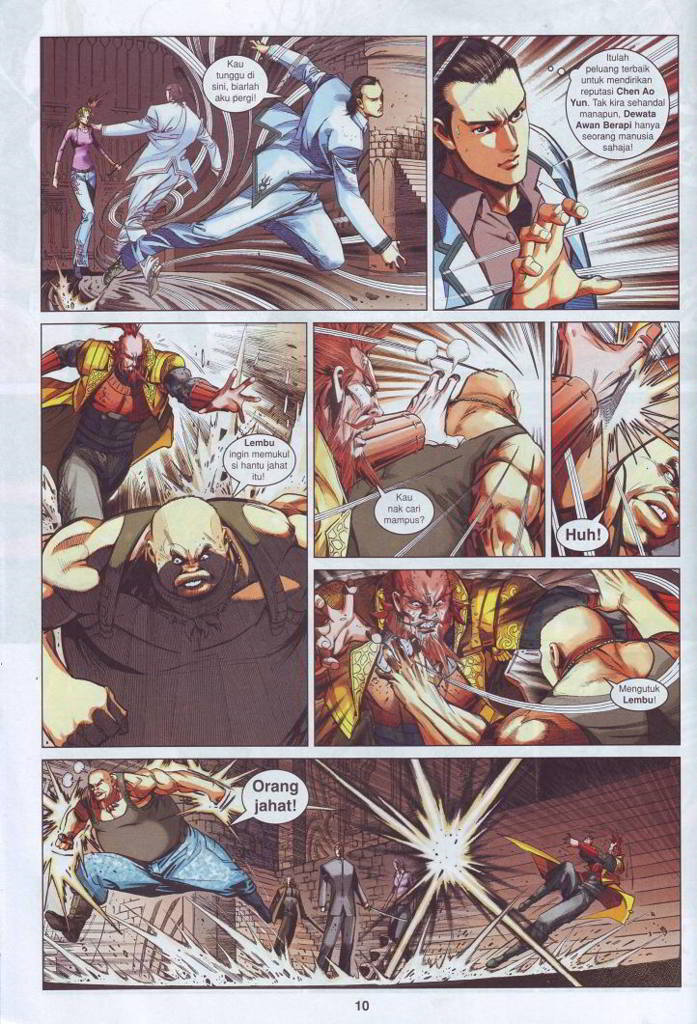 Kau
tunggu di
sini, biarlah
aku pergi!
Itulah
peluang terbaik
untuk mendirikan
reputasi Chen Ao
Yun. Tak kira sehandal
manapun, Dewata
Awan Berapi hanya
seorang manusia
sahaja!
Lembu
ingin memukul
si hantu jahat
itu!
Kau
nak cari
mampus?
Huh!
Mengutuk
Lembu!
Orang
jahat!
10